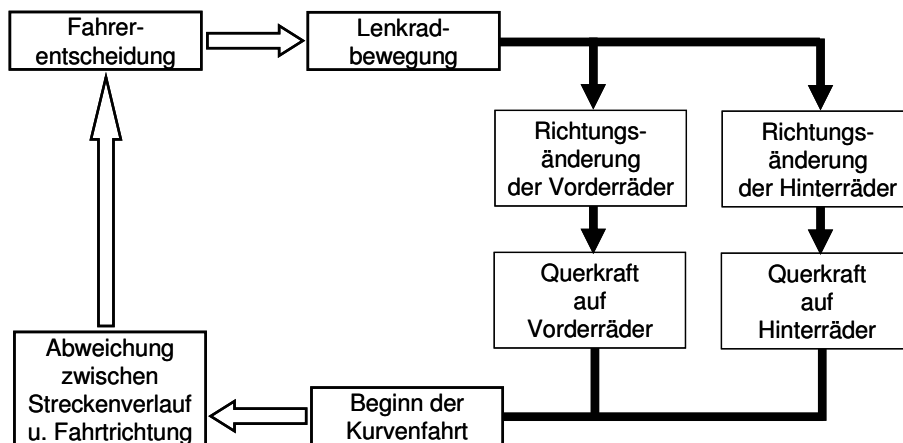 Fahrer-
entscheidung
Lenkrad-
bewegung
Richtungs-
änderung
der Vorderräder
Richtungs-
änderung
der Hinterräder
Querkraft
auf
Vorderräder
Querkraft
auf
Hinterräder
Abweichung
zwischen
Streckenverlauf
u. Fahrtrichtung
Beginn der
Kurvenfahrt